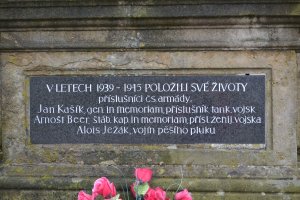 V LETECH 1939 - 1945 POLOŽILI SVÉ ŽIVOTY
příslušníci čs. armády,
Jan Kašík, gen. in memoriam, příslušník tank. vojsk
Arnošt Beer, štáb. kap. in memoriam, přísl. ženij. vojska
Alois Ježák, vojín pěšího pluku